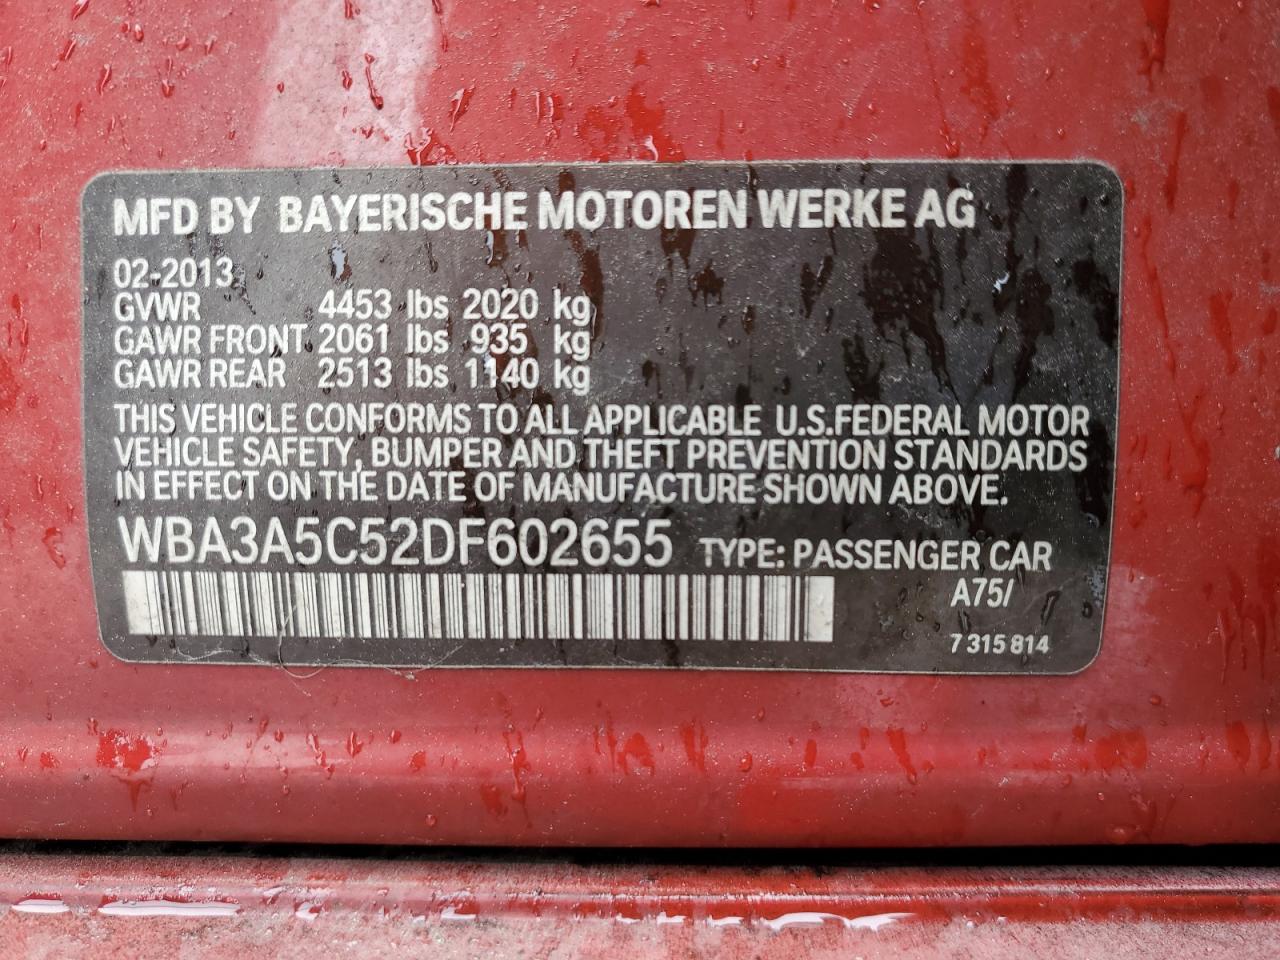 MFD BY BAYERISCHE MOTOREN WERKE AG
02-2013
GVWR 4453 lbs 2020 kg
GAWR FRONT 2061 lbs 935 kg
GAWR REAR 2513 lbs 1140 kg
THIS VEHICLE CONFORMS TO ALL APPLICABLE U.S.FEDERAL MOTOR
VEHICLE SAFETY, BUMPER AND THEFT PREVENTION STANDARDS
IN EFFECT ON THE DATE OF MANUFACTURE SHOWN ABOVE.
WBA3A5C52DF602655 TYPE: PASSENGER CAR
A75/
7 315 814